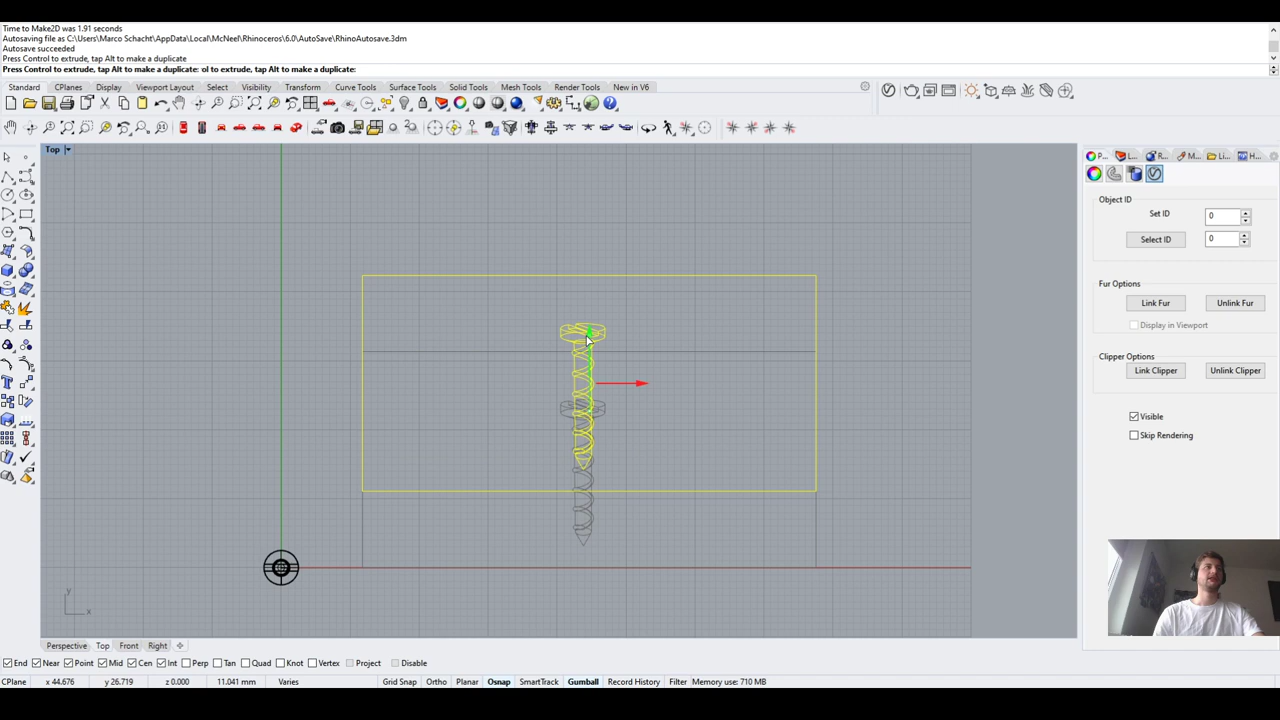 Time to Make2D was 1.91 seconds
Autosaving file as C:\Users\Marco Schacht\AppData\Local\McNeel\Rhinoceros\6.0\AutoSave\RhinoAutosave.3dm
Autosave succeeded
Press Control to extrude, tap Alt to make a duplicate
Press Control to extrude, tap Alt to make a duplicate: ol to extrude, tap Alt to make a duplicate:
Standard CPlanes Display Viewport Layout Select Visibility Transform Curve Tools Surface Tools Solid Tools Mesh Tools Render Tools New in V6
Top
P... L... R... M... Li... H...
Object ID
Set ID 0
Select ID 0
Fur Options
Link Fur Unlink Fur
Display in Viewport
Clipper Options
Link Clipper Unlink Clipper
Visible
Skip Rendering
y
x
Perspective Top Front Right
End Near Point Mid Cen Int Perp Tan Quad Knot Vertex Project Disable
CPlane x 44.676 y 26.719 z 0.000 11.041 mm Varies Grid Snap Ortho Planar Osnap SmartTrack Gumball Record History Filter Memory use: 710 MB